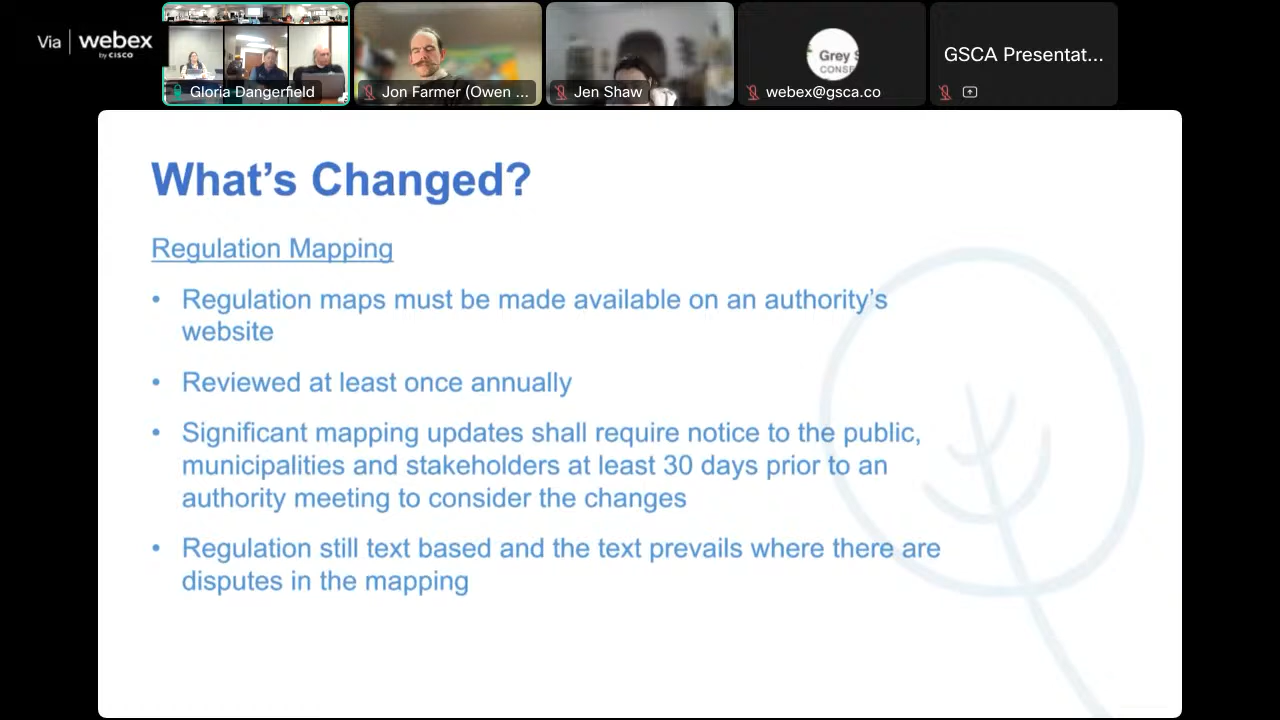 Via webex
by CISCO
Gloria Dangerfield
Jon Farmer (Owen ...
Jen Shaw
Grey S
CONSE
webex@gsca.co
GSCA Presentat...
What's Changed?
Regulation Mapping
• Regulation maps must be made available on an authority's
website
• Reviewed at least once annually
• Significant mapping updates shall require notice to the public,
municipalities and stakeholders at least 30 days prior to an
authority meeting to consider the changes
• Regulation still text based and the text prevails where there are
disputes in the mapping